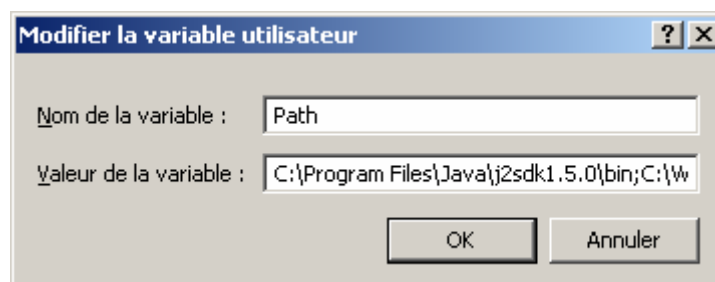 Modifier la variable utilisateur
Nom de la variable : Path
Valeur de la variable : C:\Program Files\Java\j2sdk1.5.0\bin;C:\W
OK Annuler